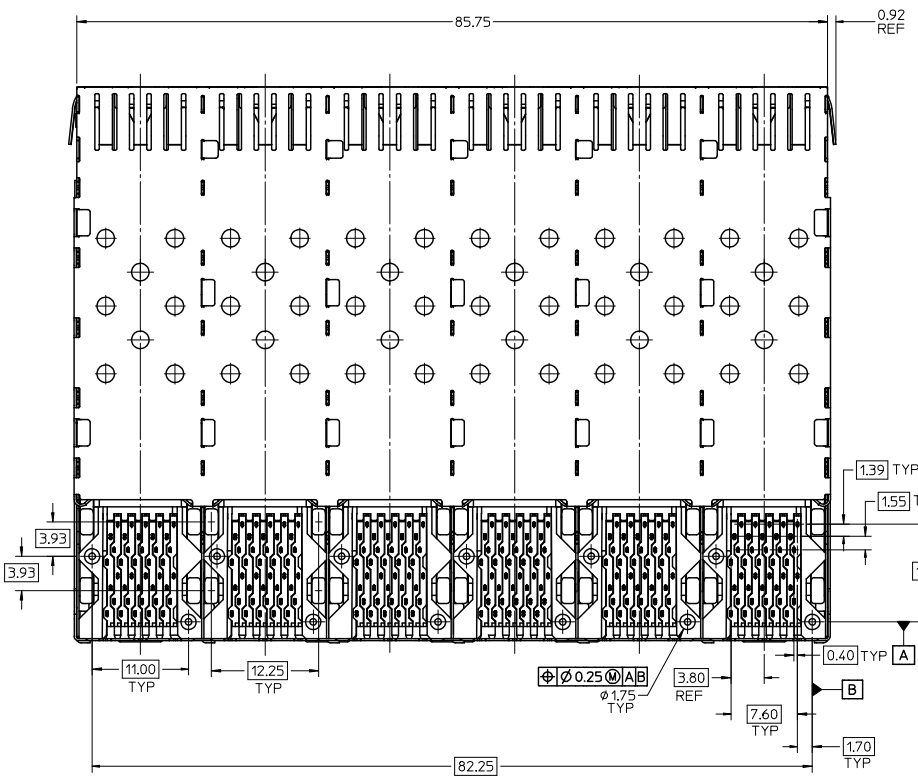 85.75
0.92
REF
1.39 TYP
1.55
3.93
3.93
11.00
TYP
12.25
TYP
⌖ Ø 0.25 Ⓜ A B
Ø 1.75
TYP
3.80
REF
0.40 TYP
A
B
7.60
TYP
1.70
TYP
82.25